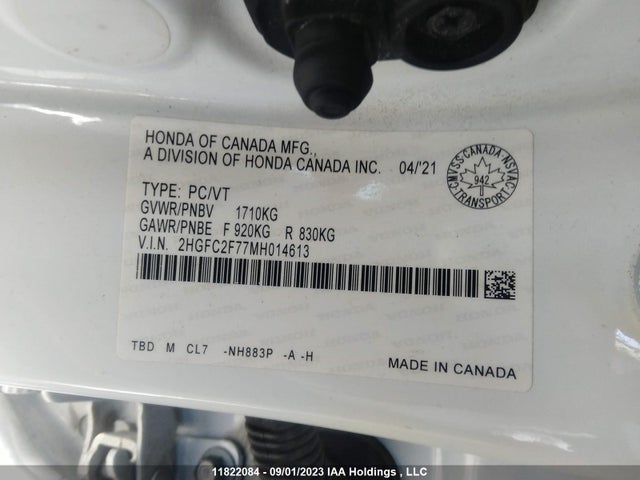 HONDA OF CANADA MFG.,
A DIVISION OF HONDA CANADA INC. 04/'21
CMVSS CANADA NSVAC
942
TRANSPORT
TYPE: PC/VT
GVWR/PNBV 1710KG
GAWR/PNBE F 920KG R 830KG
V.I.N. 2HGFC2F77MH014613
TBD M CL7 -NH883P -A -H
MADE IN CANADA
11822084 - 09/01/2023 IAA Holdings , LLC